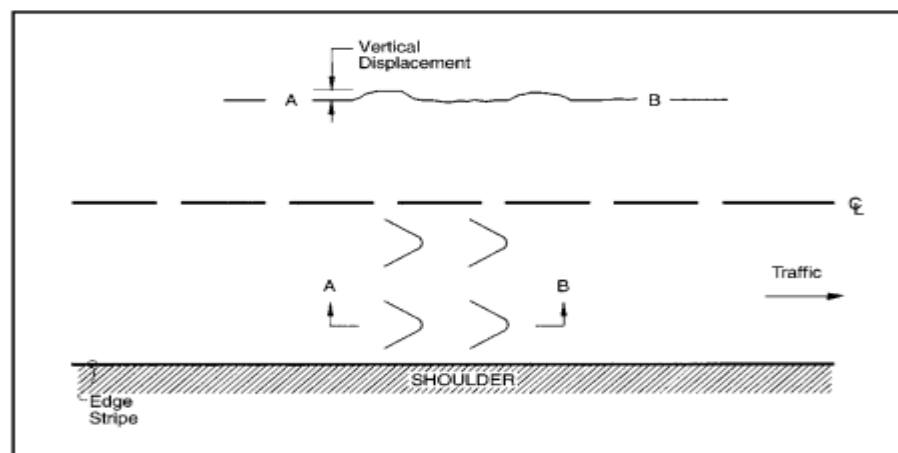 Vertical
Displacement
A
B
℄
Traffic
A
B
SHOULDER
Edge
Stripe